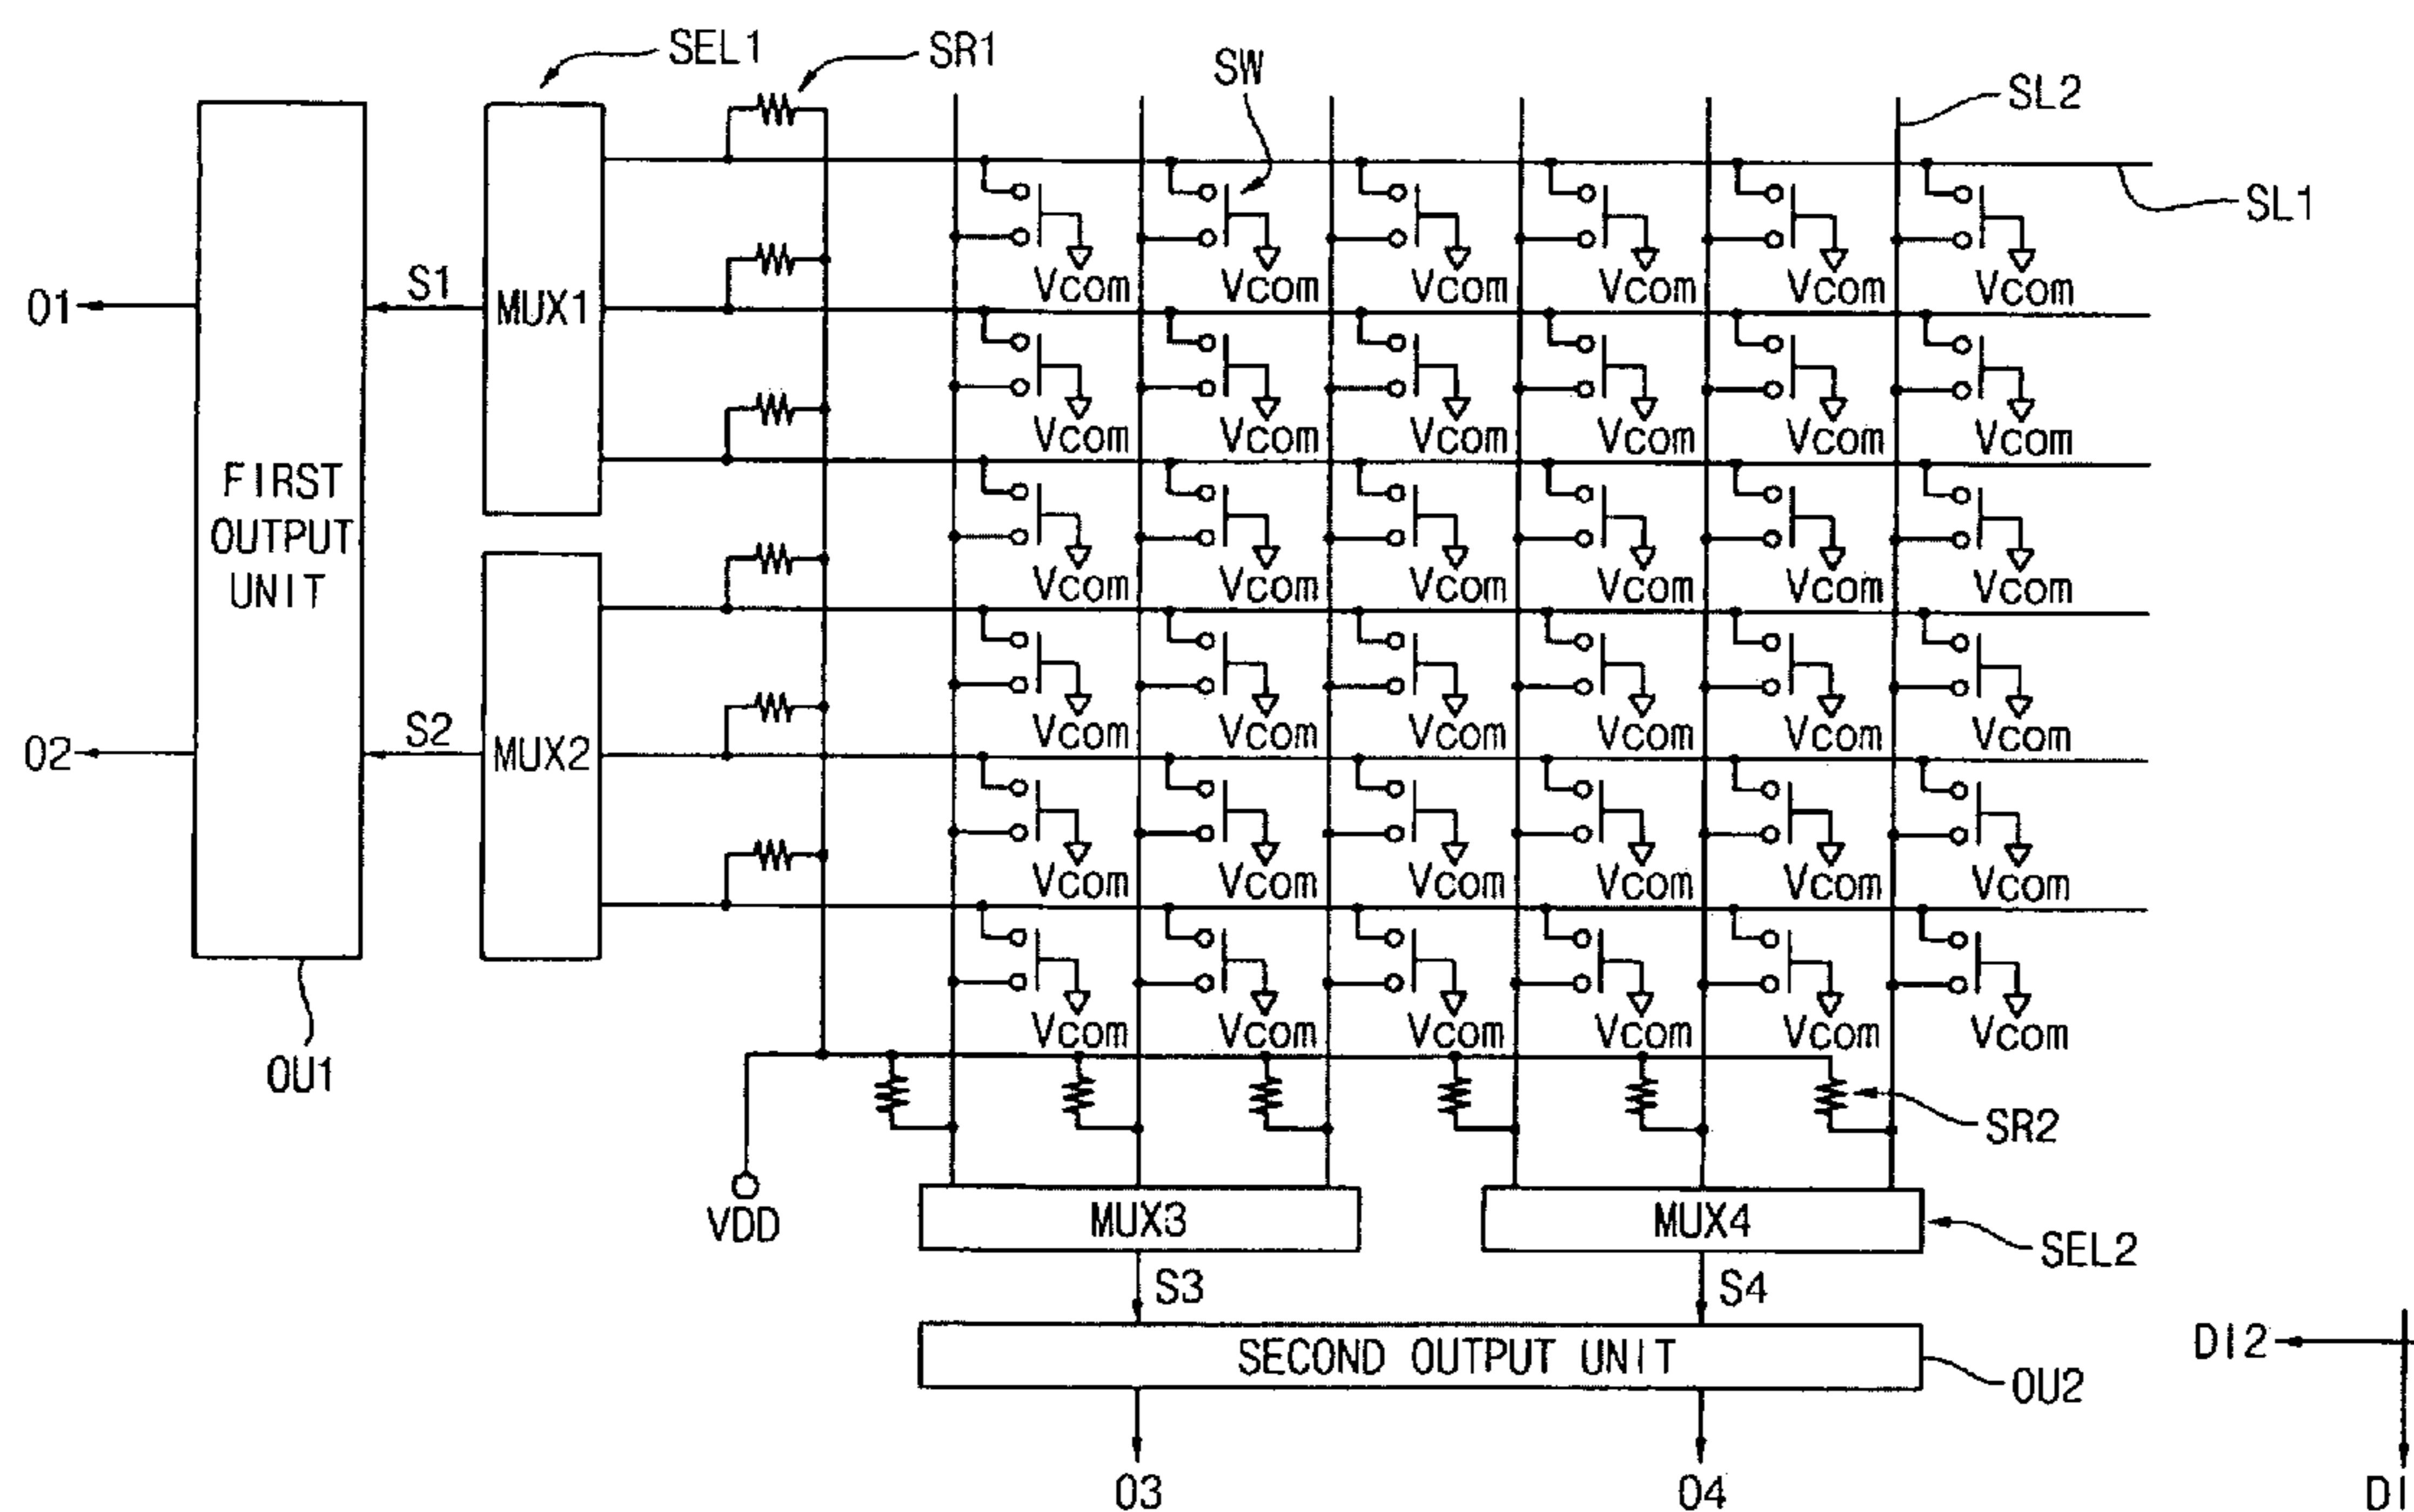 SEL1 SR1 SW SL2
SL1
Vcom Vcom Vcom Vcom Vcom Vcom
O1 S1 MUX1
Vcom Vcom Vcom Vcom Vcom Vcom
FIRST
OUTPUT
UNIT
Vcom Vcom Vcom Vcom Vcom Vcom
O2 S2 MUX2
Vcom Vcom Vcom Vcom Vcom Vcom
Vcom Vcom Vcom Vcom Vcom Vcom
Vcom Vcom Vcom Vcom Vcom Vcom
OU1
SR2
VDD MUX3 MUX4
SEL2
S3 S4
SECOND OUTPUT UNIT DI2
OU2
O3 O4 DI